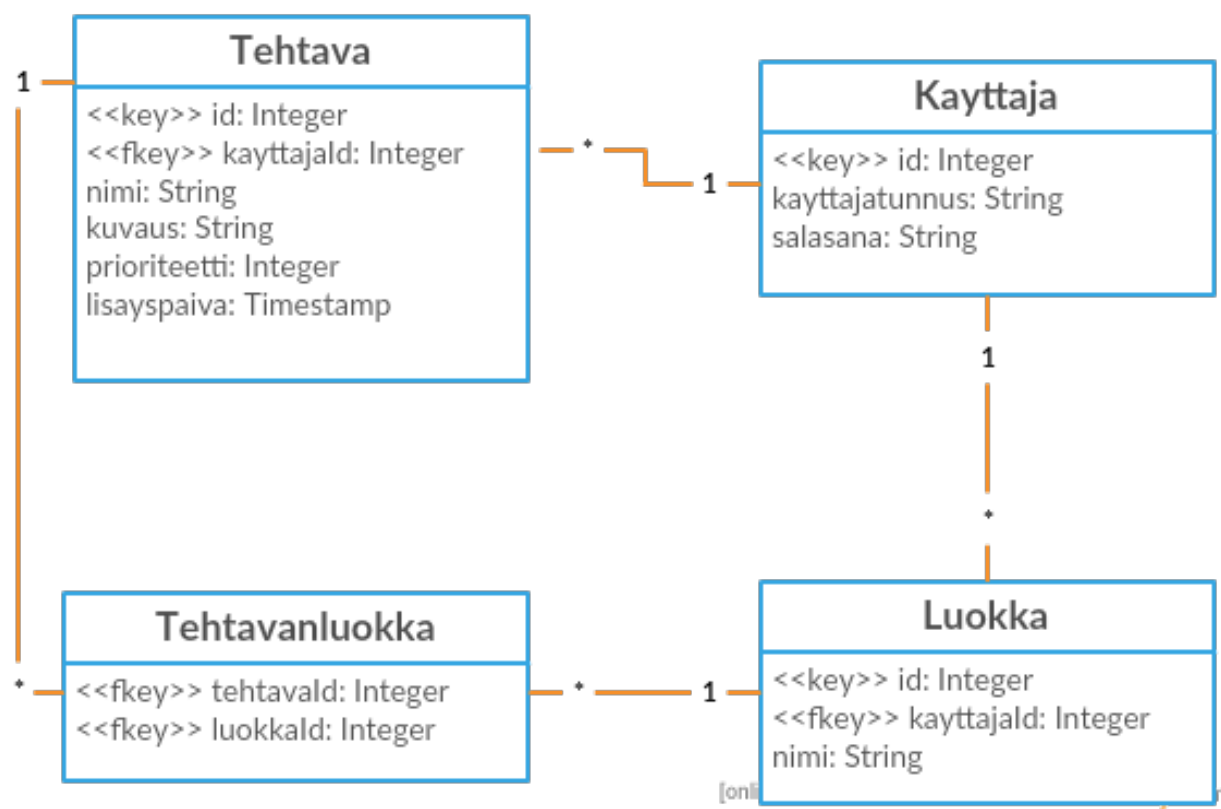 Tehtava
1
<<key>> id: Integer
<<fkey>> kayttajaId: Integer
nimi: String
kuvaus: String
prioriteetti: Integer
lisayspaiva: Timestamp
*
1
Kayttaja
<<key>> id: Integer
kayttajatunnus: String
salasana: String
1
*
Tehtavanluokka
*
<<fkey>> tehtavaId: Integer
<<fkey>> luokkaId: Integer
*
1
Luokka
<<key>> id: Integer
<<fkey>> kayttajaId: Integer
nimi: String